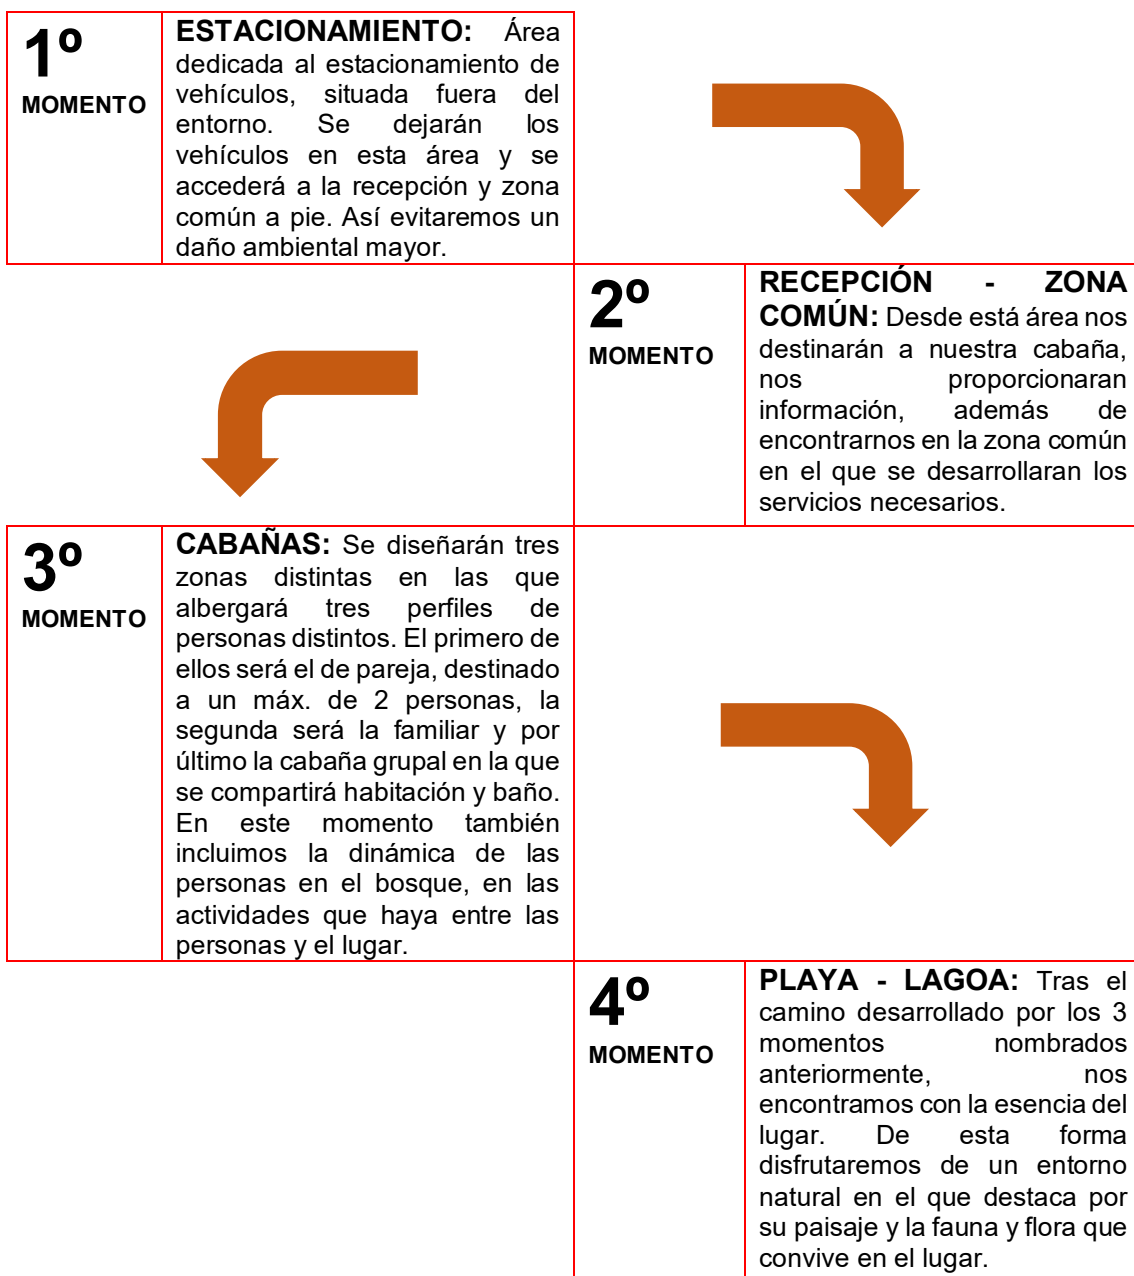 1º
MOMENTO
ESTACIONAMIENTO: Área
dedicada al estacionamiento de
vehículos, situada fuera del
entorno. Se dejarán los
vehículos en esta área y se
accederá a la recepción y zona
común a pie. Así evitaremos un
daño ambiental mayor.
2º
MOMENTO
RECEPCIÓN - ZONA
COMÚN: Desde está área nos
destinarán a nuestra cabaña,
nos proporcionaran
información, además de
encontrarnos en la zona común
en el que se desarrollaran los
servicios necesarios.
3º
MOMENTO
CABAÑAS: Se diseñarán tres
zonas distintas en las que
albergará tres perfiles de
personas distintos. El primero de
ellos será el de pareja, destinado
a un máx. de 2 personas, la
segunda será la familiar y por
último la cabaña grupal en la que
se compartirá habitación y baño.
En este momento también
incluimos la dinámica de las
personas en el bosque, en las
actividades que haya entre las
personas y el lugar.
4º
MOMENTO
PLAYA - LAGOA: Tras el
camino desarrollado por los 3
momentos nombrados
anteriormente, nos
encontramos con la esencia del
lugar. De esta forma
disfrutaremos de un entorno
natural en el que destaca por
su paisaje y la fauna y flora que
convive en el lugar.